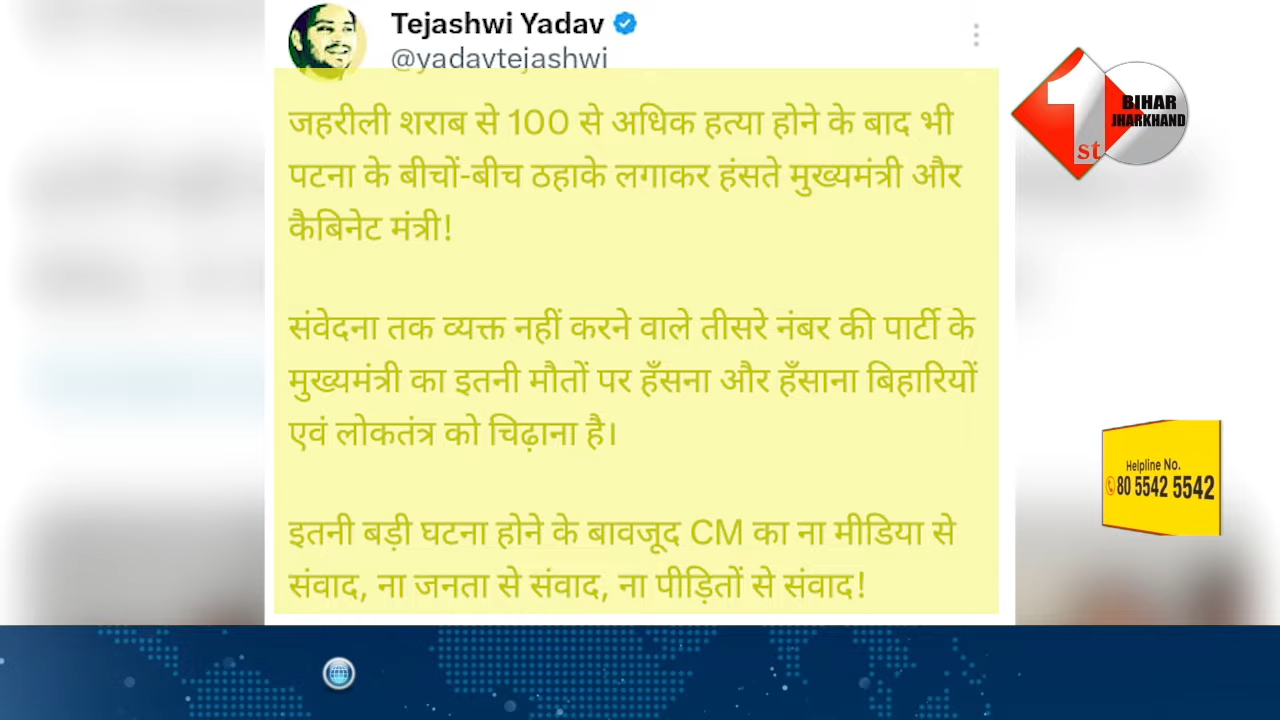 Tejashwi Yadav
@yadavtejashwi
जहरीली शराब से 100 से अधिक हत्या होने के बाद भी
पटना के बीचों-बीच ठहाके लगाकर हंसते मुख्यमंत्री और
कैबिनेट मंत्री!
संवेदना तक व्यक्त नहीं करने वाले तीसरे नंबर की पार्टी के
मुख्यमंत्री का इतनी मौतों पर हँसना और हँसाना बिहारियों
एवं लोकतंत्र को चिढ़ाना है।
इतनी बड़ी घटना होने के बावजूद CM का ना मीडिया से
संवाद, ना जनता से संवाद, ना पीड़ितों से संवाद!
1st
BIHAR
JHARKHAND
Helpline No.
80 5542 5542